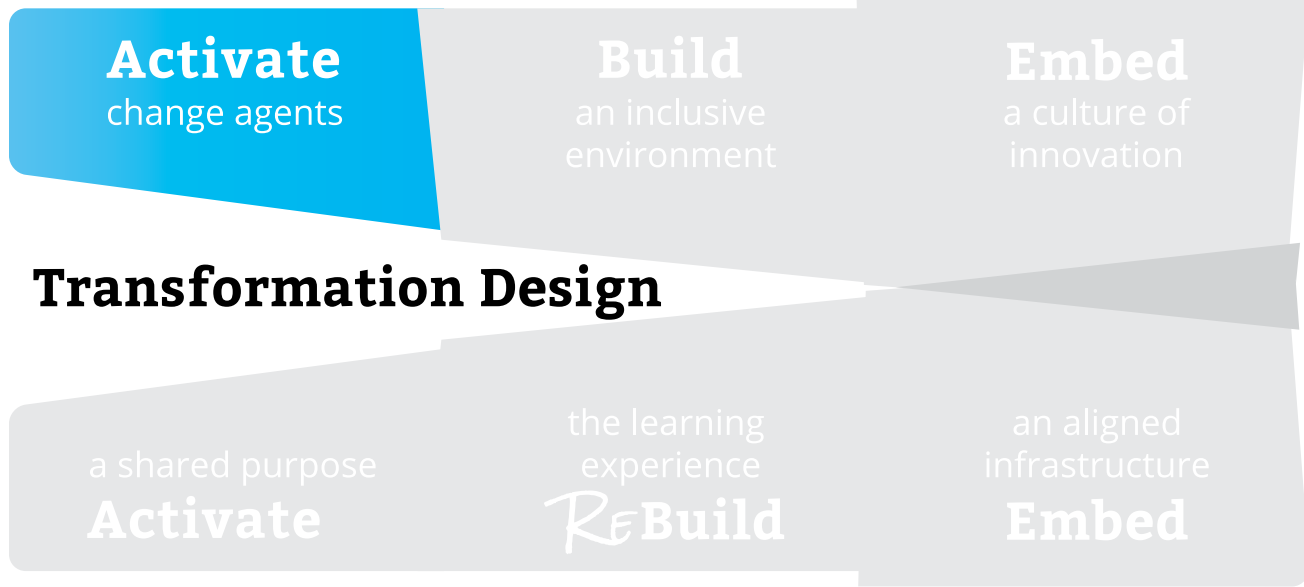 Activate
change agents
Build
an inclusive
environment
Embed
a culture of
innovation
Transformation Design
a shared purpose
Activate
the learning
experience
REBuild
an aligned
infrastructure
Embed